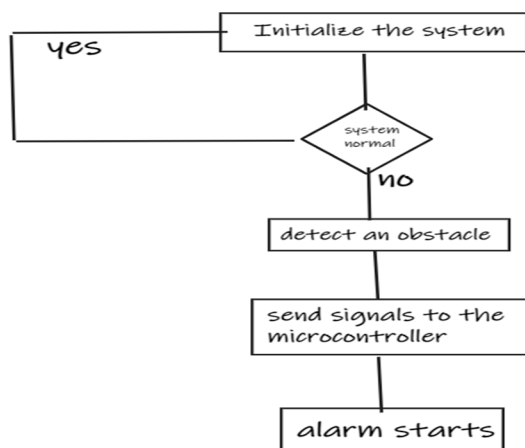 Initialize the system
yes
system
normal
no
detect an obstacle
send signals to the
microcontroller
alarm starts